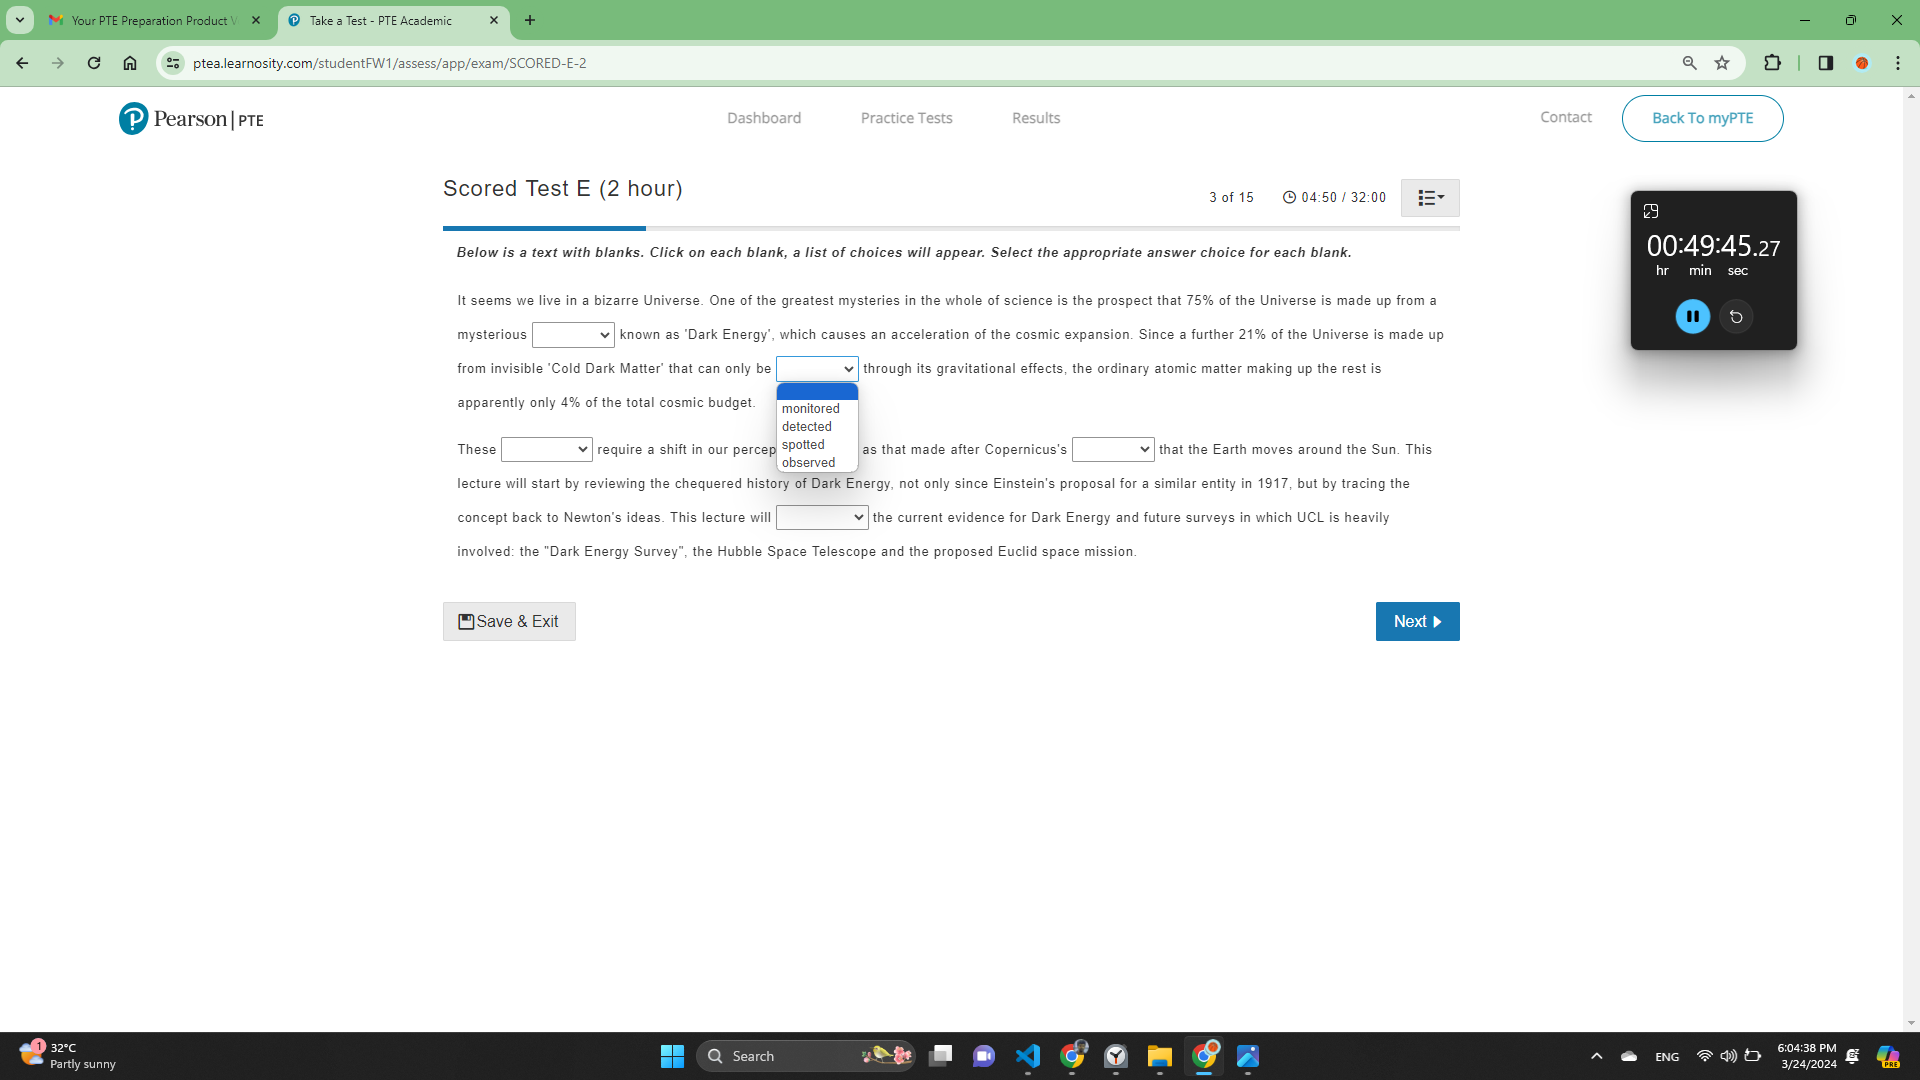 Your PTE Preparation Product V
Take a Test - PTE Academic
ptea.learnosity.com/studentFW1/assess/app/exam/SCORED-E-2
Pearson | PTE
Dashboard
Practice Tests
Results
Contact
Back To myPTE
Scored Test E (2 hour)
3 of 15
04:50 / 32:00
00:49:45.27
hr min sec
Below is a text with blanks. Click on each blank, a list of choices will appear. Select the appropriate answer choice for each blank.
It seems we live in a bizarre Universe. One of the greatest mysteries in the whole of science is the prospect that 75% of the Universe is made up from a
mysterious known as 'Dark Energy', which causes an acceleration of the cosmic expansion. Since a further 21% of the Universe is made up
from invisible 'Cold Dark Matter' that can only be through its gravitational effects, the ordinary atomic matter making up the rest is
apparently only 4% of the total cosmic budget.
monitored
detected
spotted
observed
These require a shift in our percep as that made after Copernicus's that the Earth moves around the Sun. This
lecture will start by reviewing the chequered history of Dark Energy, not only since Einstein's proposal for a similar entity in 1917, but by tracing the
concept back to Newton's ideas. This lecture will the current evidence for Dark Energy and future surveys in which UCL is heavily
involved: the "Dark Energy Survey", the Hubble Space Telescope and the proposed Euclid space mission.
Save & Exit
Next
1
32°C
Partly sunny
Search
ENG
6:04:38 PM
3/24/2024
PRE